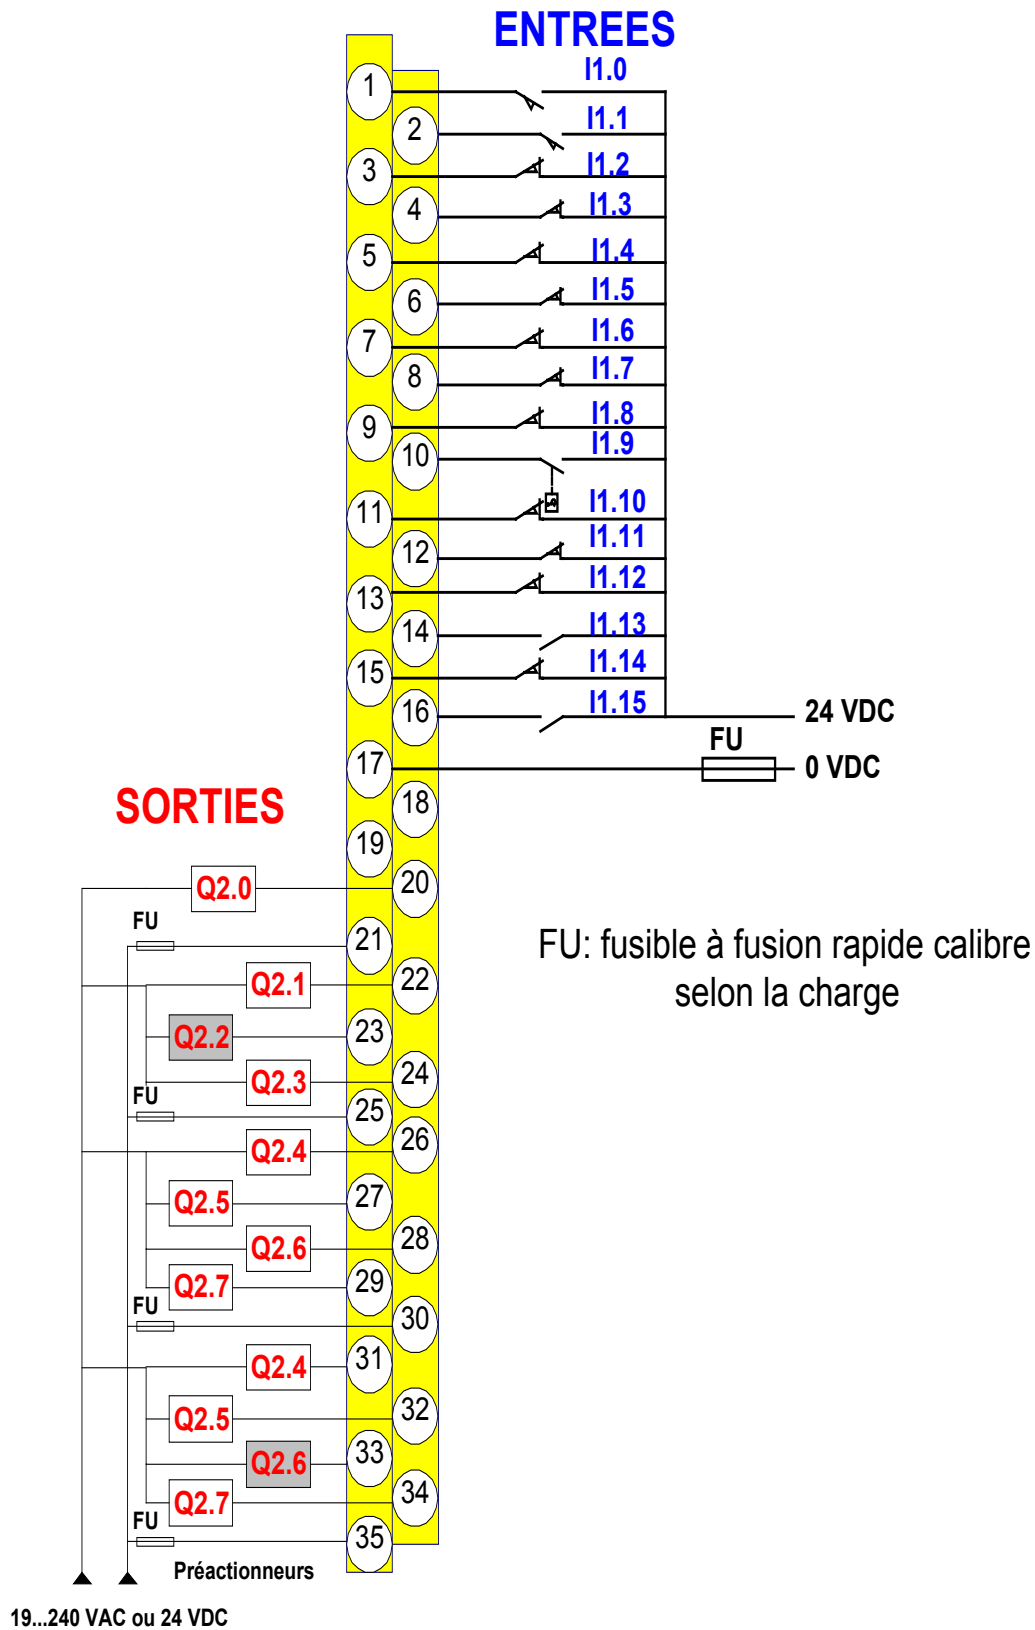 ENTREES
I1.0
1
I1.1
2
I1.2
3
I1.3
4
I1.4
5
I1.5
6
I1.6
7
I1.7
8
I1.8
9
I1.9
10
I1.10
11
I1.11
12
I1.12
13
I1.13
14
I1.14
15
I1.15
16
24 VDC
FU
17
0 VDC
SORTIES
18
19
Q2.0
20
FU
21
FU: fusible à fusion rapide calibre
selon la charge
Q2.1
22
Q2.2
23
Q2.3
24
FU
25
Q2.4
26
Q2.5
27
Q2.6
28
Q2.7
29
FU
30
Q2.4
31
Q2.5
32
Q2.6
33
Q2.7
34
FU
35
Préactionneurs
19...240 VAC ou 24 VDC